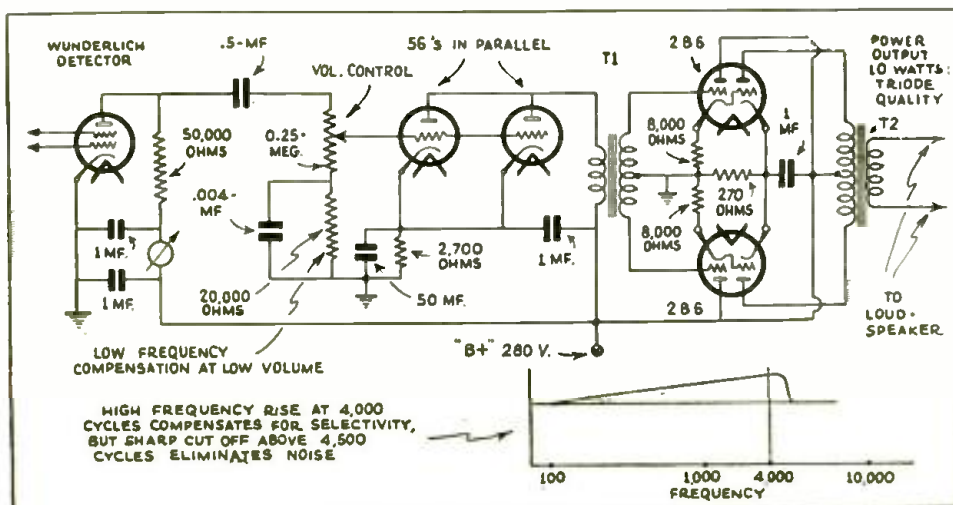 WUNDERLICH
DETECTOR
.5-MF
VOL. CONTROL
56's IN PARALLEL
T1
2B6
POWER
OUTPUT
10 WATTS:
TRIODE
QUALITY
T2
50,000
OHMS
0.25-
MEG.
8,000
OHMS
1
MF.
.004-
MF
270
OHMS
1 MF.
1 MF.
20,000
OHMS
50 MF.
2,700
OHMS
1 MF.
8,000
OHMS
2B6
TO
LOUD-
SPEAKER
LOW FREQUENCY
COMPENSATION AT LOW VOLUME
"B+" 280 V.
HIGH FREQUENCY RISE AT 4,000
CYCLES COMPENSATES FOR SELECTIVITY,
BUT SHARP CUT OFF ABOVE 4,500
CYCLES ELIMINATES NOISE
100
1,000
4,000
10,000
FREQUENCY